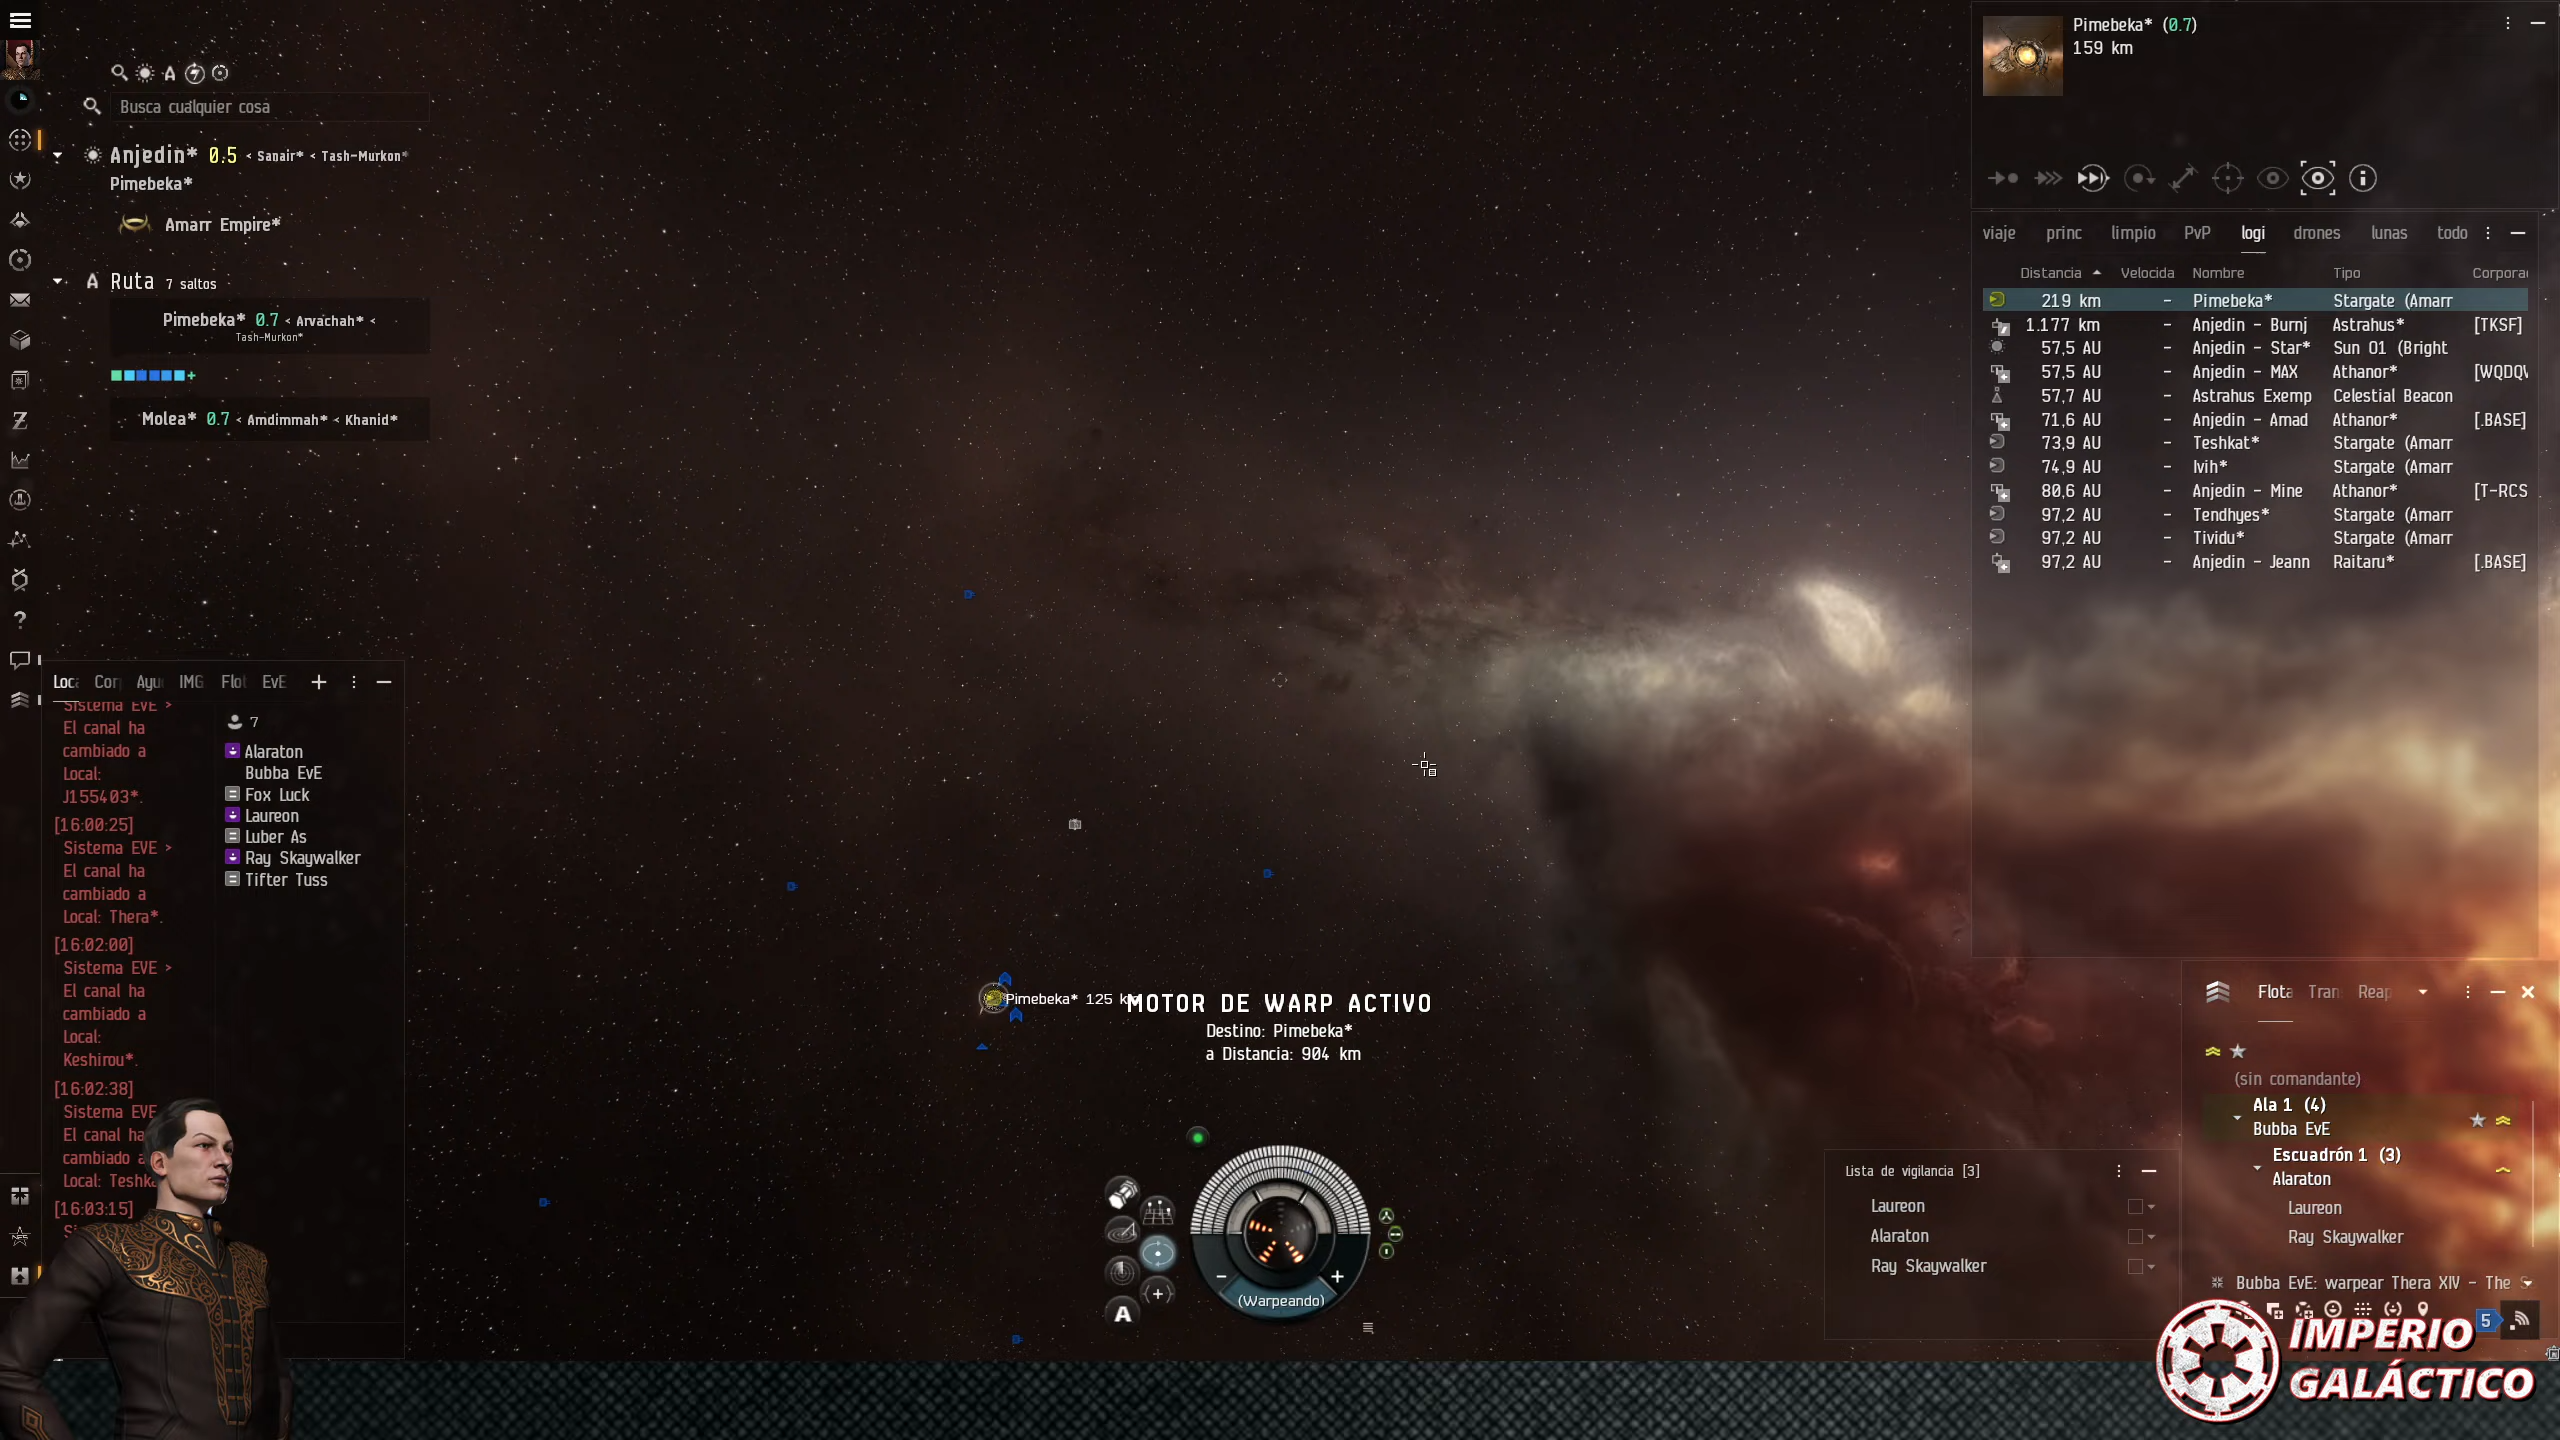 Busca cualquier cosa
Anjedin* 0.5 < Sanair* < Tash-Murkon*
Pimebeka*
Amarr Empire*
Ruta 7 saltos
Pimebeka* 0.7 < Arvachah* <
Tash-Murkon*
Molea* 0.7 < Amdimmah* < Khanid*
IMG
EvE
Sistema EVE >
El canal ha
cambiado a
Local:
J155403*.
[16:00:25]
Sistema EVE >
El canal ha
cambiado a
Local: Thera*.
[16:02:00]
Sistema EVE >
El canal ha
cambiado a
Local:
Keshirou*.
[16:02:38]
Sistema EVE
El canal ha
cambiado a
Local: Teshk
[16:03:15]
7
Alaraton
Bubba EvE
Fox Luck
Laureon
Luber As
Ray Skaywalker
Tifter Tuss
Pimebeka* 125 k
MOTOR DE WARP ACTIVO
Destino: Pimebeka*
a Distancia: 904 km
(Warpeando)
Pimebeka* (0.7)
159 km
viaje princ limpio PvP logi drones lunas todo
Distancia Velocida Nombre Tipo Corpora
219 km - Pimebeka* Stargate (Amarr
1.177 km - Anjedin - Burnj Astrahus* [TKSF]
57,5 AU - Anjedin - Star* Sun O1 (Bright
57,5 AU - Anjedin - MAX Athanor* [WQDQV
57,7 AU - Astrahus Exemp Celestial Beacon
71,6 AU - Anjedin - Amad Athanor* [.BASE]
73,9 AU - Teshkat* Stargate (Amarr
74,9 AU - Ivih* Stargate (Amarr
80,6 AU - Anjedin - Mine Athanor* [T-RCS
97,2 AU - Tendhyes* Stargate (Amarr
97,2 AU - Tividu* Stargate (Amarr
97,2 AU - Anjedin - Jeann Raitaru* [.BASE]
Lista de vigilancia [3]
Laureon
Alaraton
Ray Skaywalker
Flota Tran Reap
(sin comandante)
Ala 1 (4)
Bubba EvE
Escuadrón 1 (3)
Alaraton
Laureon
Ray Skaywalker
Bubba EvE: warpear Thera XIV - The
5
IMPERIO
GALÁCTICO